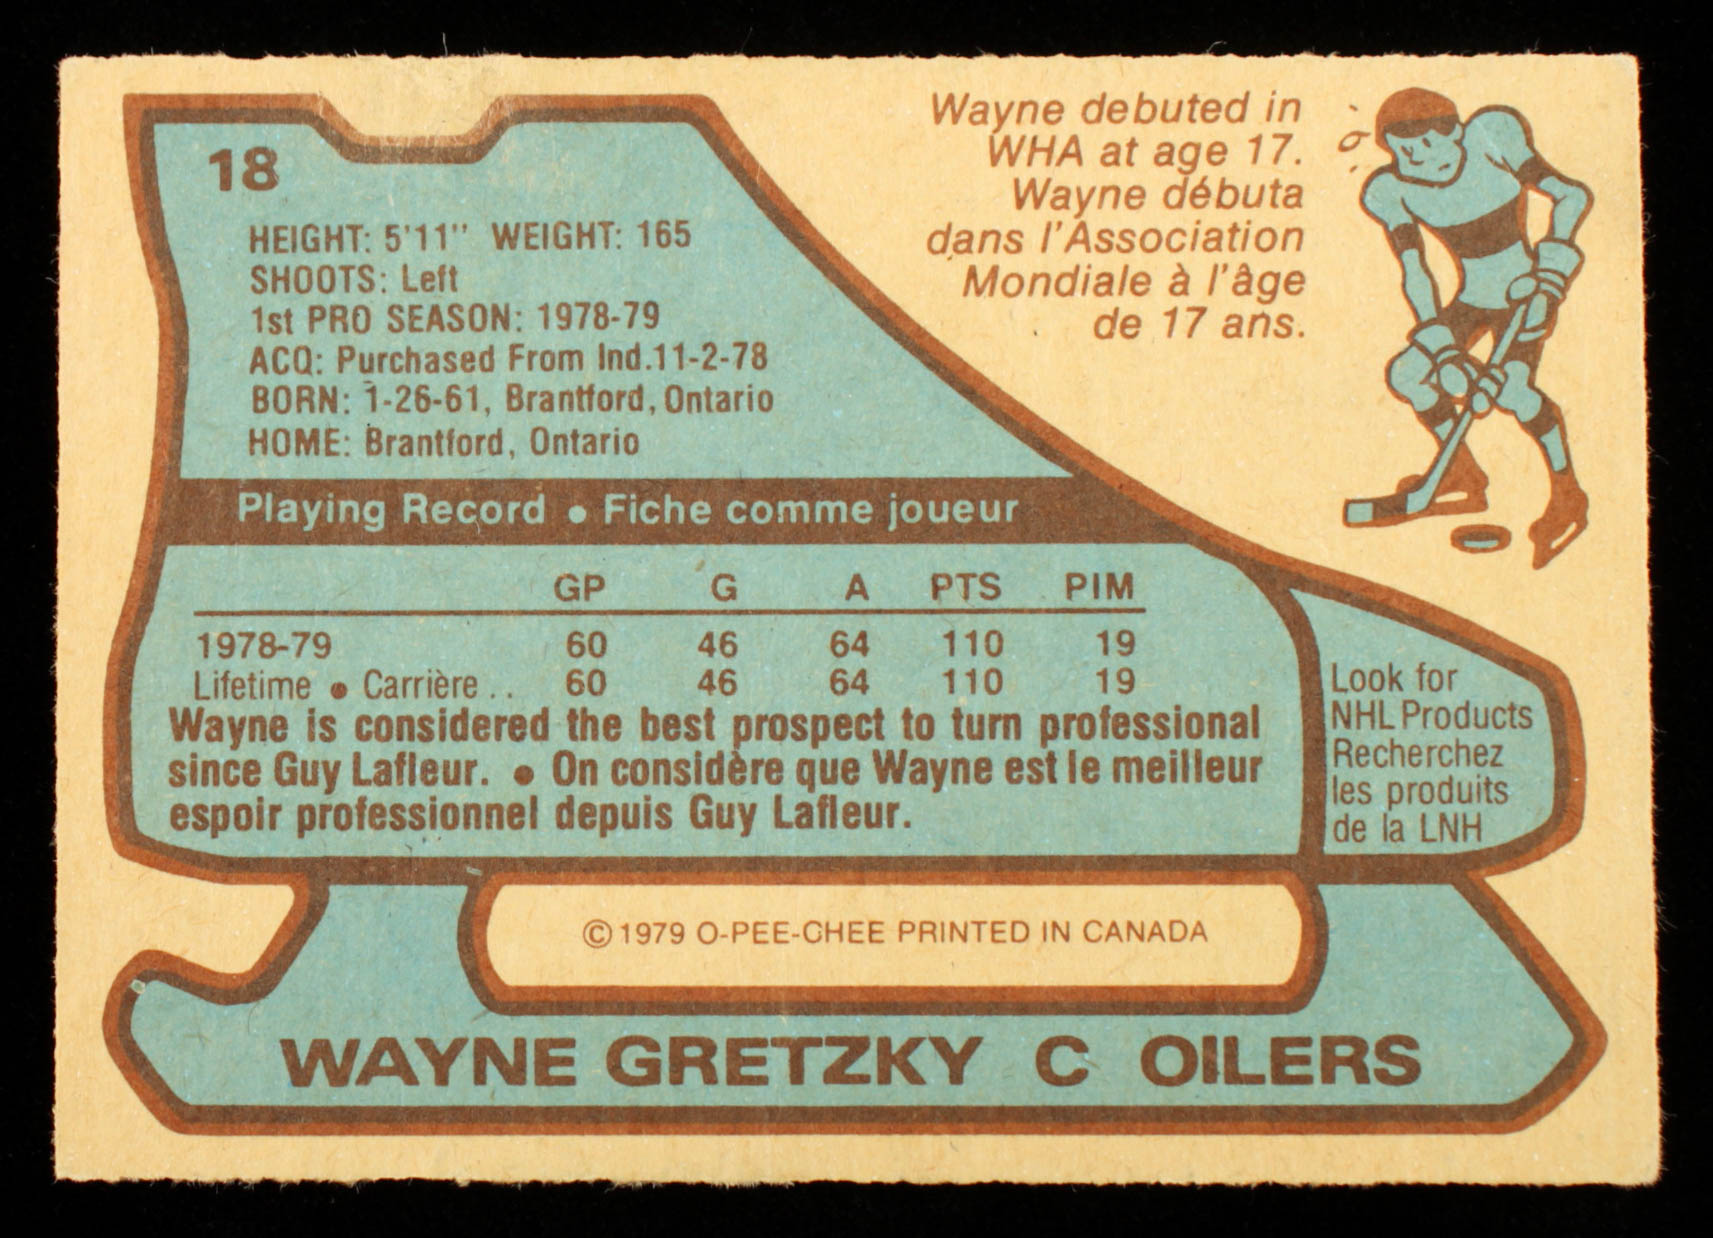 18
HEIGHT: 5'11" WEIGHT: 165
SHOOTS: Left
1st PRO SEASON: 1978-79
ACQ: Purchased From Ind.11-2-78
BORN: 1-26-61, Brantford, Ontario
HOME: Brantford, Ontario
Wayne debuted in
WHA at age 17.
Wayne débuta
dans l'Association
Mondiale à l'âge
de 17 ans.
Playing Record • Fiche comme joueur
GP G A PTS PIM
1978-79 60 46 64 110 19
Lifetime • Carrière .. 60 46 64 110 19
Wayne is considered the best prospect to turn professional
since Guy Lafleur. • On considère que Wayne est le meilleur
espoir professionnel depuis Guy Lafleur.
Look for
NHL Products
Recherchez
les produits
de la LNH
© 1979 O-PEE-CHEE PRINTED IN CANADA
WAYNE GRETZKY C OILERS